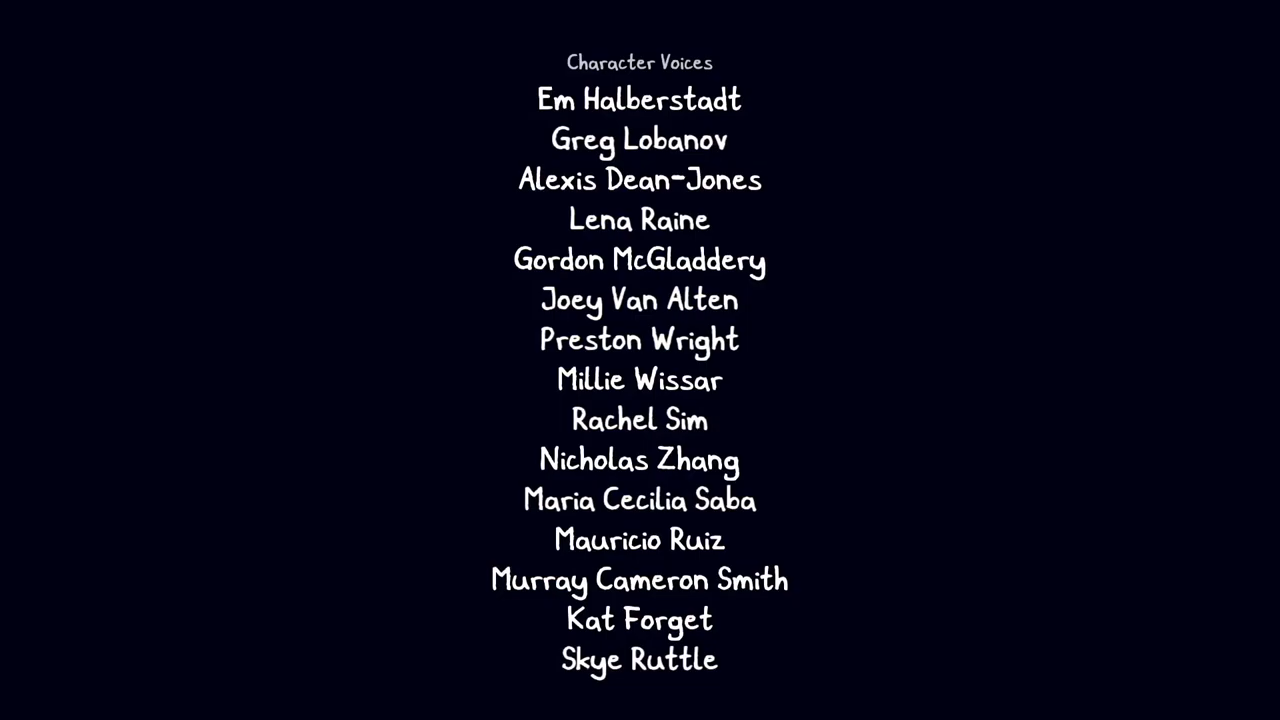 Character Voices
Em Halberstadt
Greg Lobanov
Alexis Dean-Jones
Lena Raine
Gordon McGladdery
Joey Van Alten
Preston Wright
Millie Wissar
Rachel Sim
Nicholas Zhang
Maria Cecilia Saba
Mauricio Ruiz
Murray Cameron Smith
Kat Forget
Skye Ruttle